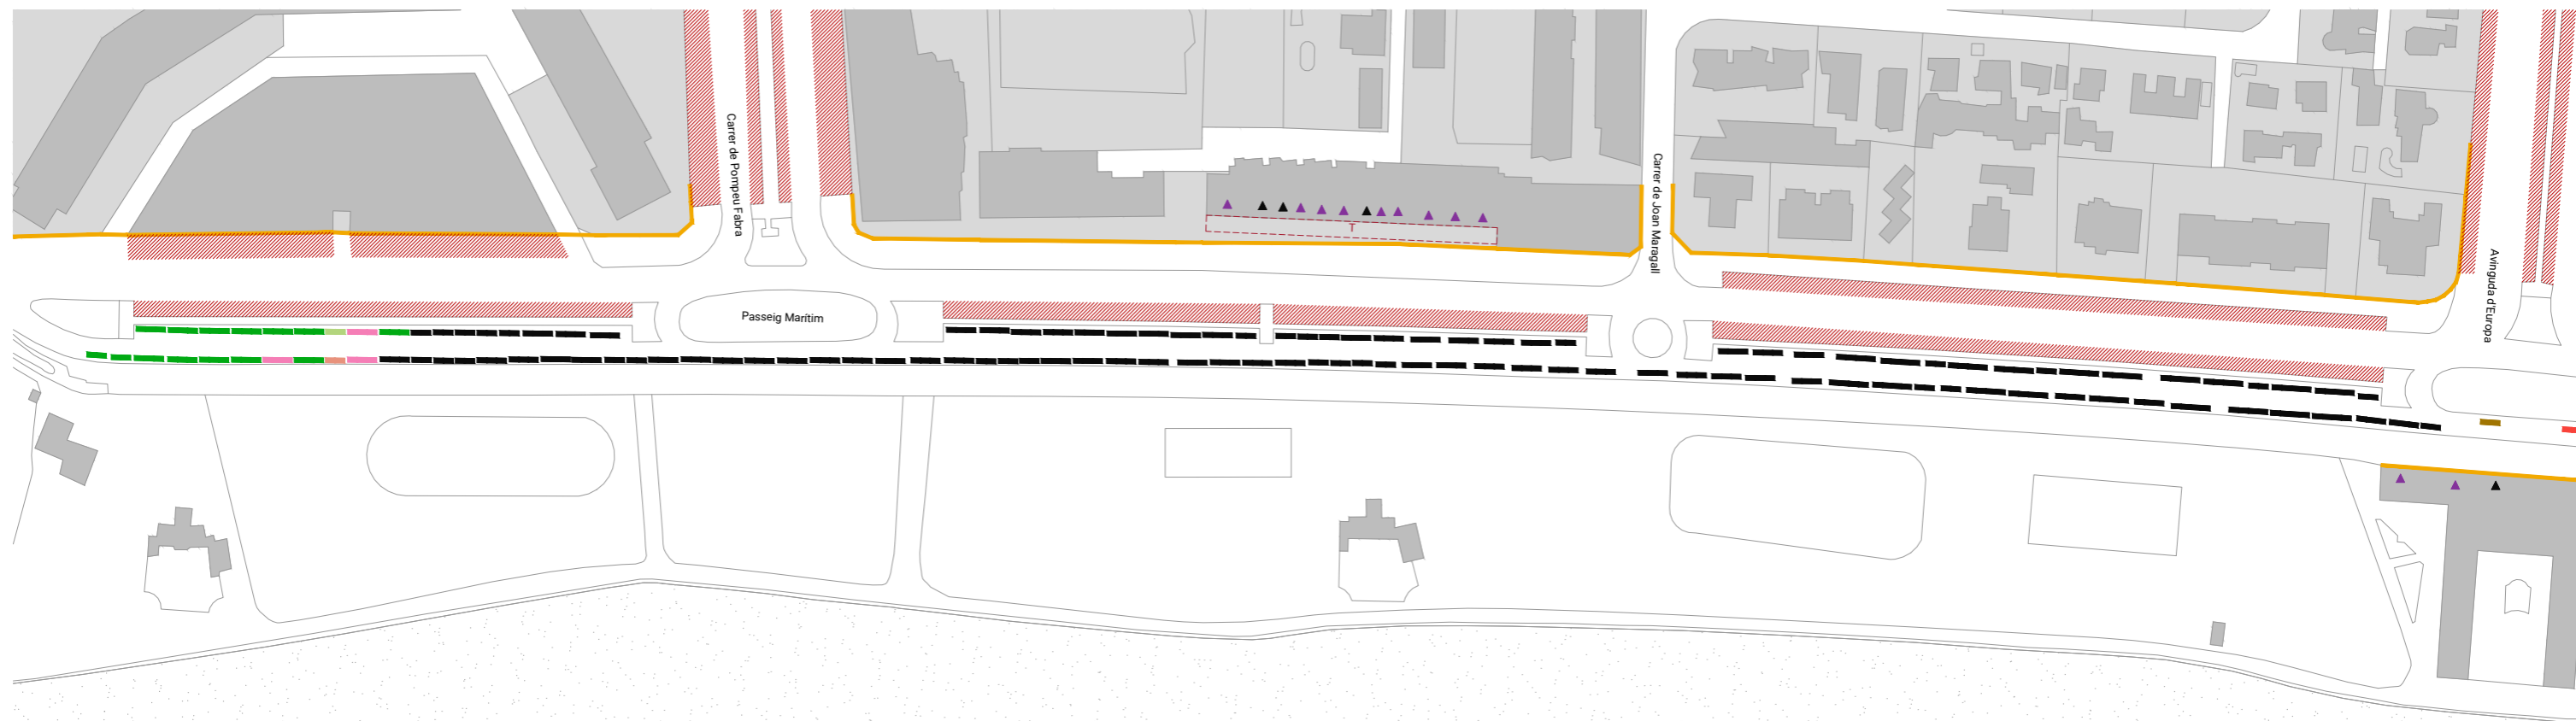 Carrer de Pompeu Fabra
Carrer de Joan Maragall
T
Passeig Marítim
Avinguda d'Europa